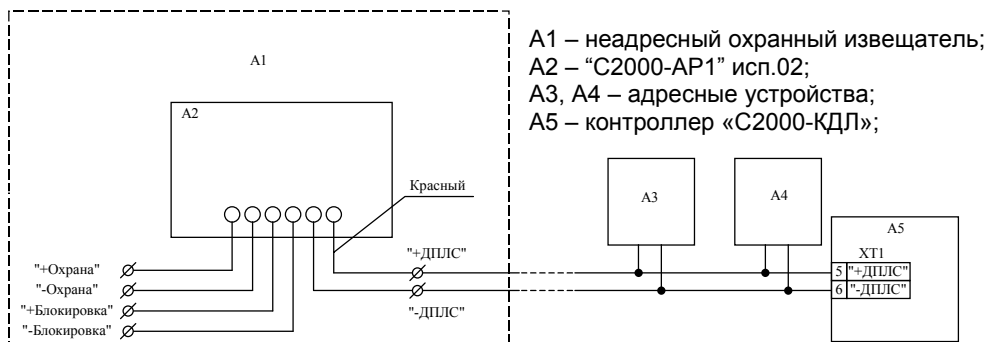 А1 – неадресный охранный извещатель;
А2 – “С2000-АР1” исп.02;
А3, А4 – адресные устройства;
А5 – контроллер «С2000-КДЛ»;
А1
А2
Красный
А3
А4
А5
ХТ1
"+ДПЛС"
5 "+ДПЛС"
6 "-ДПЛС"
"+Охрана"
"-Охрана"
"+Блокировка"
"-Блокировка"
"-ДПЛС"